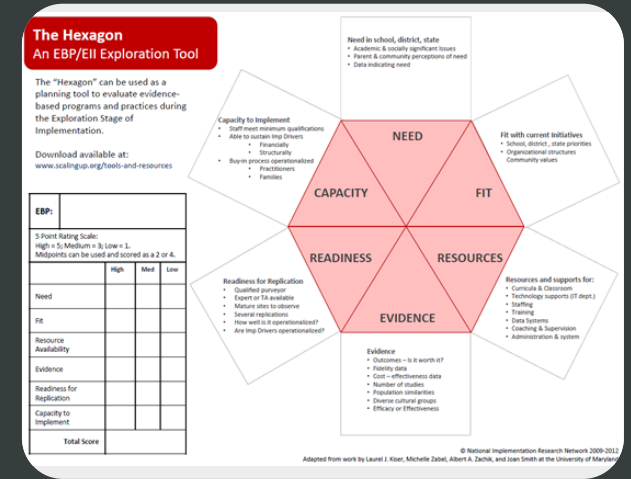 The Hexagon
An EBP/EII Exploration Tool
The "Hexagon" can be used as a
planning tool to evaluate evidence-
based programs and practices during
the Exploration Stage of
Implementation.
Download available at:
www.scalingup.org/tools-and-resources
EBP:
5 Point Rating Scale:
High = 5; Medium = 3; Low = 1.
Midpoints can be used and scored as a 2 or 4.
High Med Low
Need
Fit
Resource
Availability
Evidence
Readiness for
Replication
Capacity to
Implement
Total Score
Need in school, district, state
• Academic & socially significant Issues
• Parent & community perceptions of need
• Data indicating need
Capacity to Implement
• Staff meet minimum qualifications
• Able to sustain Imp Drivers
• Financially
• Structurally
• Buy-in process operationalized
• Practitioners
• Families
Fit with current Initiatives
• School, district, state priorities
• Organizational structures
Community values
NEED
CAPACITY
FIT
READINESS
RESOURCES
EVIDENCE
Readiness for Replication
• Qualified purveyor
• Expert or TA available
• Mature sites to observe
• Several replications
• How well is it operationalized?
• Are Imp Drivers operationalized?
Resources and supports for:
• Curricula & Classroom
• Technology supports (IT dept.)
• Staffing
• Training
• Data Systems
• Coaching & Supervision
• Administration & system
Evidence
• Outcomes – Is it worth it?
• Fidelity data
• Cost – effectiveness data
• Number of studies
• Population similarities
• Diverse cultural groups
• Efficacy or Effectiveness
© National Implementation Research Network 2009-2012
Adapted from work by Laurel J. Kiser, Michelle Zabel, Albert A. Zachik, and Joan Smith at the University of Maryland